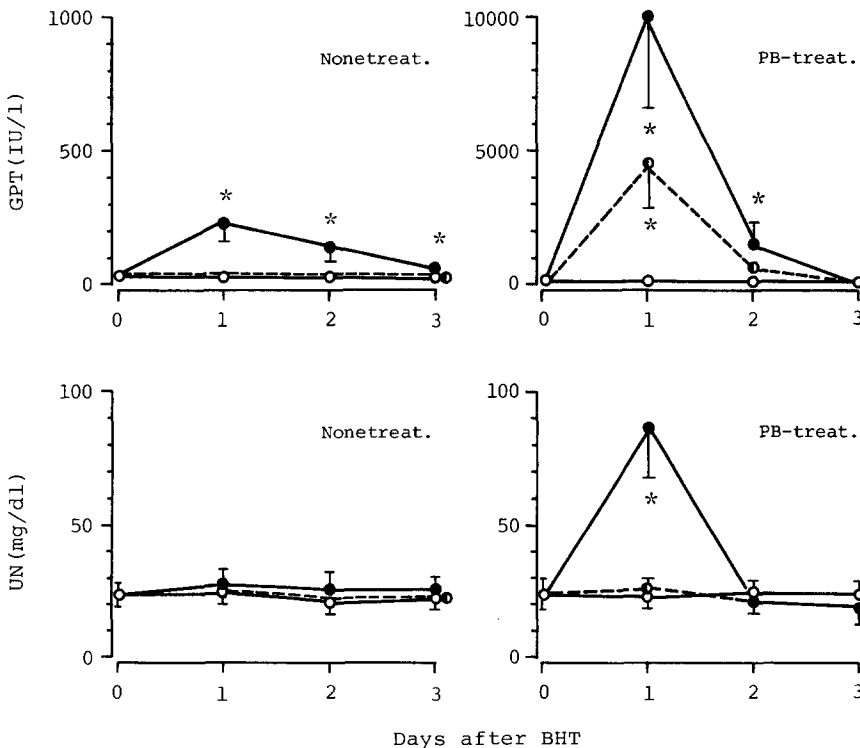 GPT(IU/l)
1000
500
0
Nonetreat.
*
*
*
0 1 2 3
10000
5000
0
PB-treat.
*
*
*
0 1 2 3
UN(mg/dl)
100
50
0
Nonetreat.
0 1 2 3
100
50
0
PB-treat.
*
0 1 2 3
Days after BHT